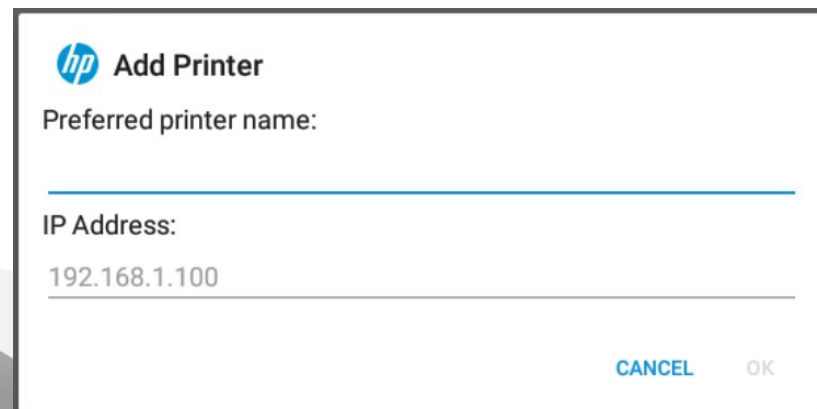 hp Add Printer
Preferred printer name:
IP Address:
192.168.1.100
CANCEL OK